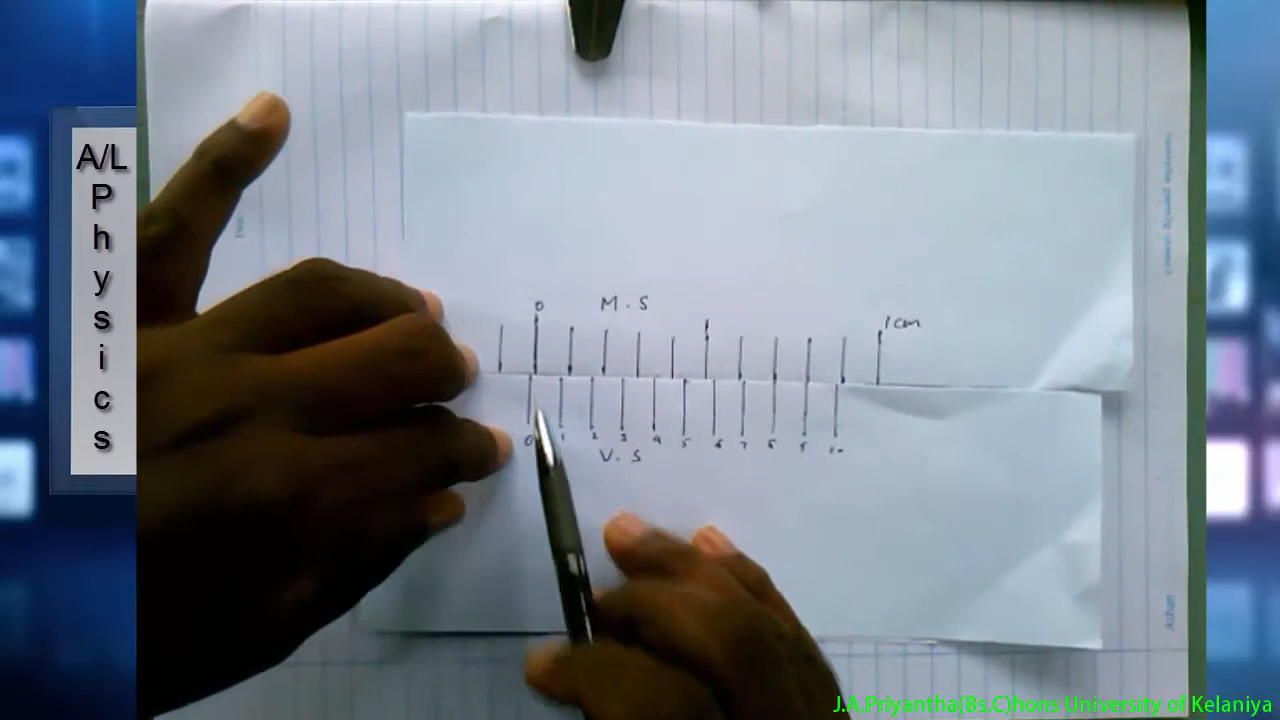 A/L
Physics
0
M.S
1cm
0 1 2 3 4 5 6 7 8 9 10
V.S
J.A.Priyantha(Bs.C)hons University of Kelaniya